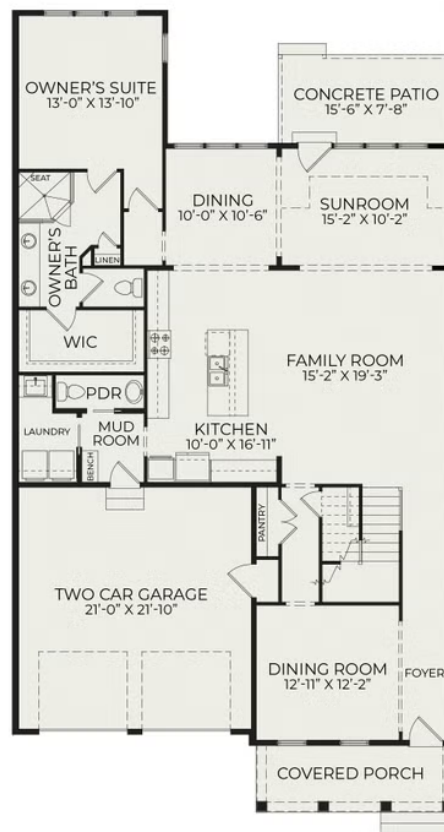 OWNER'S SUITE
13'-0" X 13'-10"
CONCRETE PATIO
15'-6" X 7'-8"
SEAT
DINING
10'-0" X 10'-6"
SUNROOM
15'-2" X 10'-2"
OWNER'S
BATH
LINEN
WIC
FAMILY ROOM
15'-2" X 19'-3"
PDR
LAUNDRY
MUD
ROOM
BENCH
KITCHEN
10'-0" X 16'-11"
PANTRY
TWO CAR GARAGE
21'-0" X 21'-10"
DINING ROOM
12'-11" X 12'-2"
FOYER
COVERED PORCH